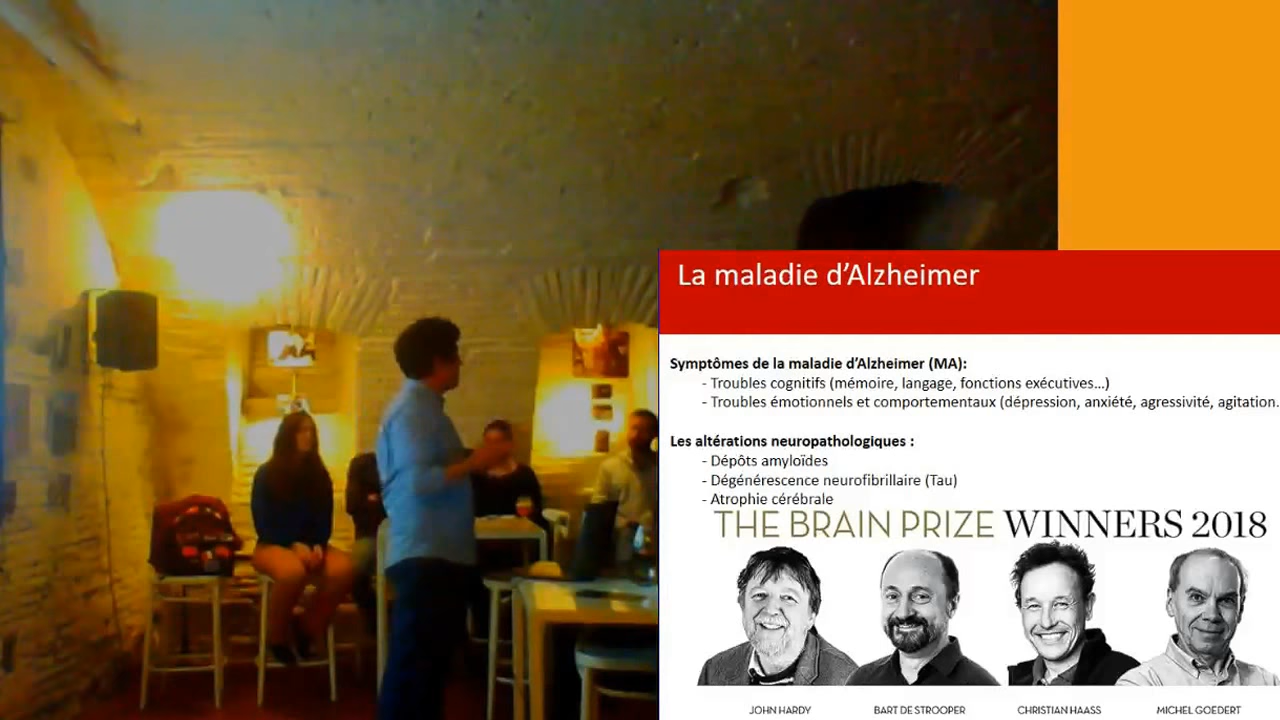 La maladie d'Alzheimer
Symptômes de la maladie d'Alzheimer (MA):
- Troubles cognitifs (mémoire, langage, fonctions exécutives...)
- Troubles émotionnels et comportementaux (dépression, anxiété, agressivité, agitation.
Les altérations neuropathologiques :
- Dépôts amyloïdes
- Dégénérescence neurofibrillaire (Tau)
- Atrophie cérébrale
THE BRAIN PRIZE WINNERS 2018
JOHN HARDY BART DE STROOPER CHRISTIAN HAASS MICHEL GOEDERT